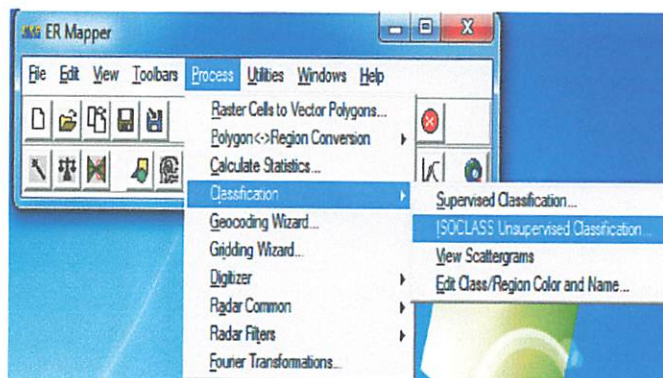 ER Mapper
File Edit View Toolbars Process Utilities Windows Help
Raster Cells to Vector Polygons...
Polygon<->Region Conversion
Calculate Statistics...
Classification
Supervised Classification...
ISOCLASS Unsupervised Classification...
View Scattergrams
Edit Class/Region Color and Name...
Geocoding Wizard...
Gridding Wizard...
Digitizer
Radar Common
Radar Filters
Fourier Transformations...